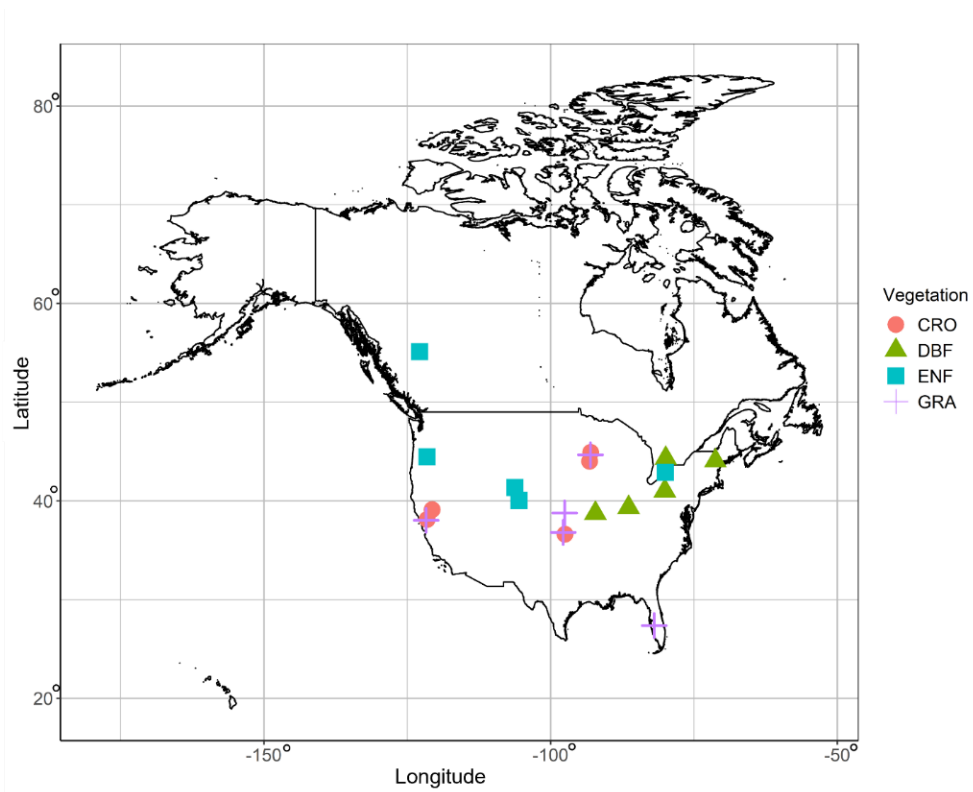 80°
60°
40°
20°
Latitude
-150° -100° -50°
Longitude
Vegetation
CRO
DBF
ENF
GRA